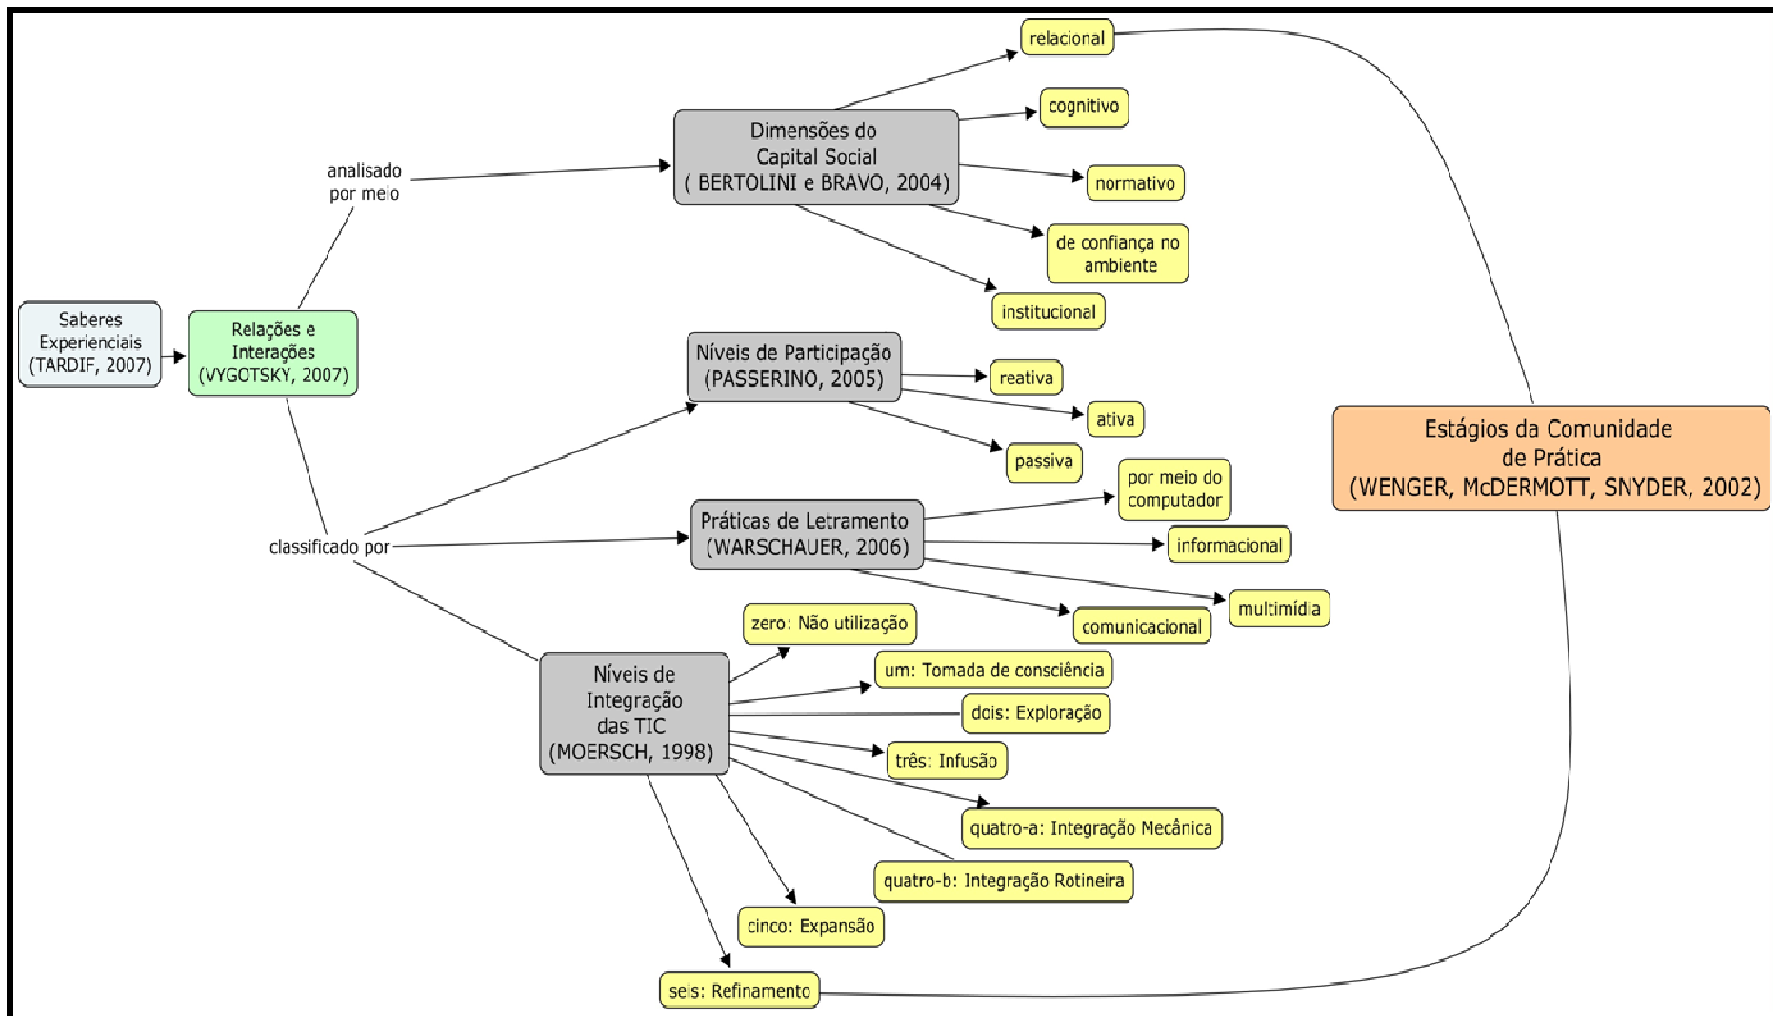 relacional
cognitivo
Dimensões do
Capital Social
( BERTOLINI e BRAVO, 2004)
normativo
de confiança no
ambiente
institucional
analisado
por meio
Saberes
Experienciais
(TARDIF, 2007)
Relações e
Interações
(VYGOTSKY, 2007)
Níveis de Participação
(PASSERINO, 2005)
reativa
ativa
passiva
Estágios da Comunidade
de Prática
(WENGER, McDERMOTT, SNYDER, 2002)
classificado por
Práticas de Letramento
(WARSCHAUER, 2006)
por meio do
computador
informacional
multimídia
comunicacional
Níveis de
Integração
das TIC
(MOERSCH, 1998)
zero: Não utilização
um: Tomada de consciência
dois: Exploração
três: Infusão
quatro-a: Integração Mecânica
quatro-b: Integração Rotineira
cinco: Expansão
seis: Refinamento